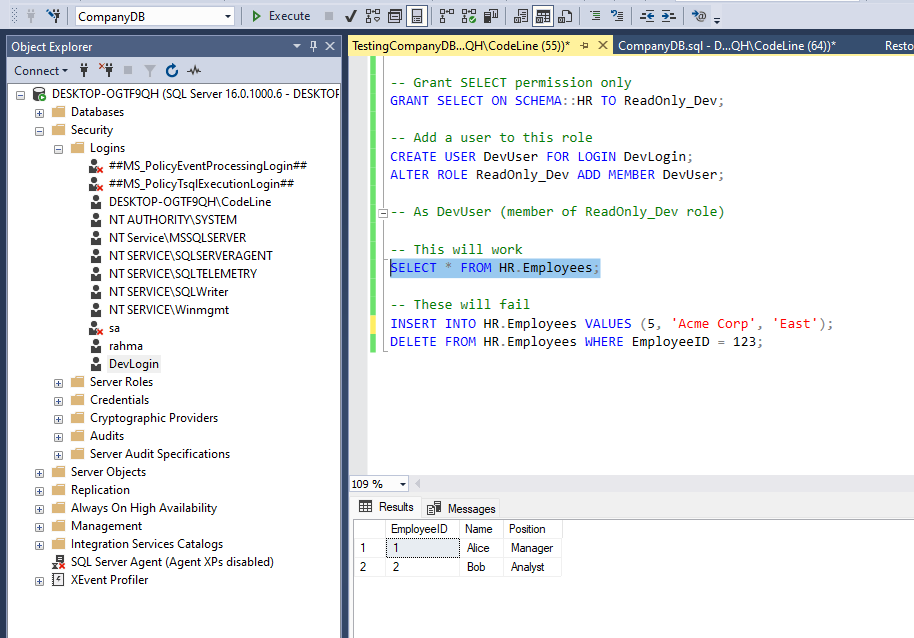 CompanyDB
Execute
Object Explorer
Connect
DESKTOP-OGTF9QH (SQL Server 16.0.1000.6 - DESKTOP
Databases
Security
Logins
##MS_PolicyEventProcessingLogin##
##MS_PolicyTsqlExecutionLogin##
DESKTOP-OGTF9QH\CodeLine
NT AUTHORITY\SYSTEM
NT Service\MSSQLSERVER
NT SERVICE\SQLSERVERAGENT
NT SERVICE\SQLTELEMETRY
NT SERVICE\SQLWriter
NT SERVICE\Winmgmt
sa
rahma
DevLogin
Server Roles
Credentials
Cryptographic Providers
Audits
Server Audit Specifications
Server Objects
Replication
Always On High Availability
Management
Integration Services Catalogs
SQL Server Agent (Agent XPs disabled)
XEvent Profiler
TestingCompanyDB...QH\CodeLine (55))*
CompanyDB.sql - D...QH\CodeLine (64))*
Resto
-- Grant SELECT permission only
GRANT SELECT ON SCHEMA::HR TO ReadOnly_Dev;
-- Add a user to this role
CREATE USER DevUser FOR LOGIN DevLogin;
ALTER ROLE ReadOnly_Dev ADD MEMBER DevUser;
-- As DevUser (member of ReadOnly_Dev role)
-- This will work
SELECT * FROM HR.Employees;
-- These will fail
INSERT INTO HR.Employees VALUES (5, 'Acme Corp', 'East');
DELETE FROM HR.Employees WHERE EmployeeID = 123;
109 %
Results Messages
EmployeeID Name Position
1 1 Alice Manager
2 2 Bob Analyst